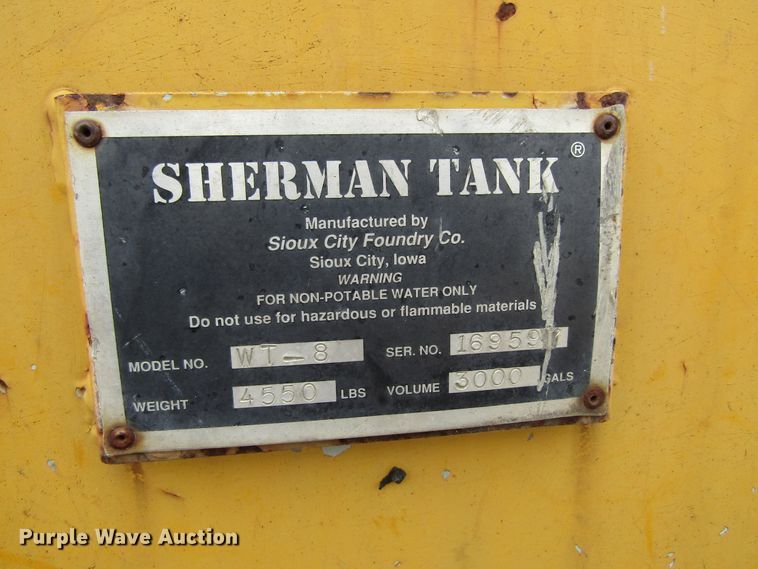 SHERMAN TANK ®
Manufactured by
Sioux City Foundry Co.
Sioux City, Iowa
WARNING
FOR NON-POTABLE WATER ONLY
Do not use for hazardous or flammable materials
MODEL NO. WT-8 SER. NO.
WEIGHT 4550 LBS VOLUME 3000 GALS
Purple Wave Auction